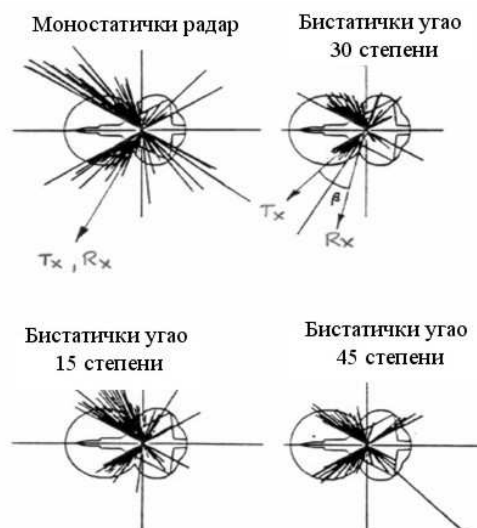 Моностатички радар
Бистатички угао
30 степени
Tx, Rx
Tx
β
Rx
Бистатички угао
15 степени
Бистатички угао
45 степени